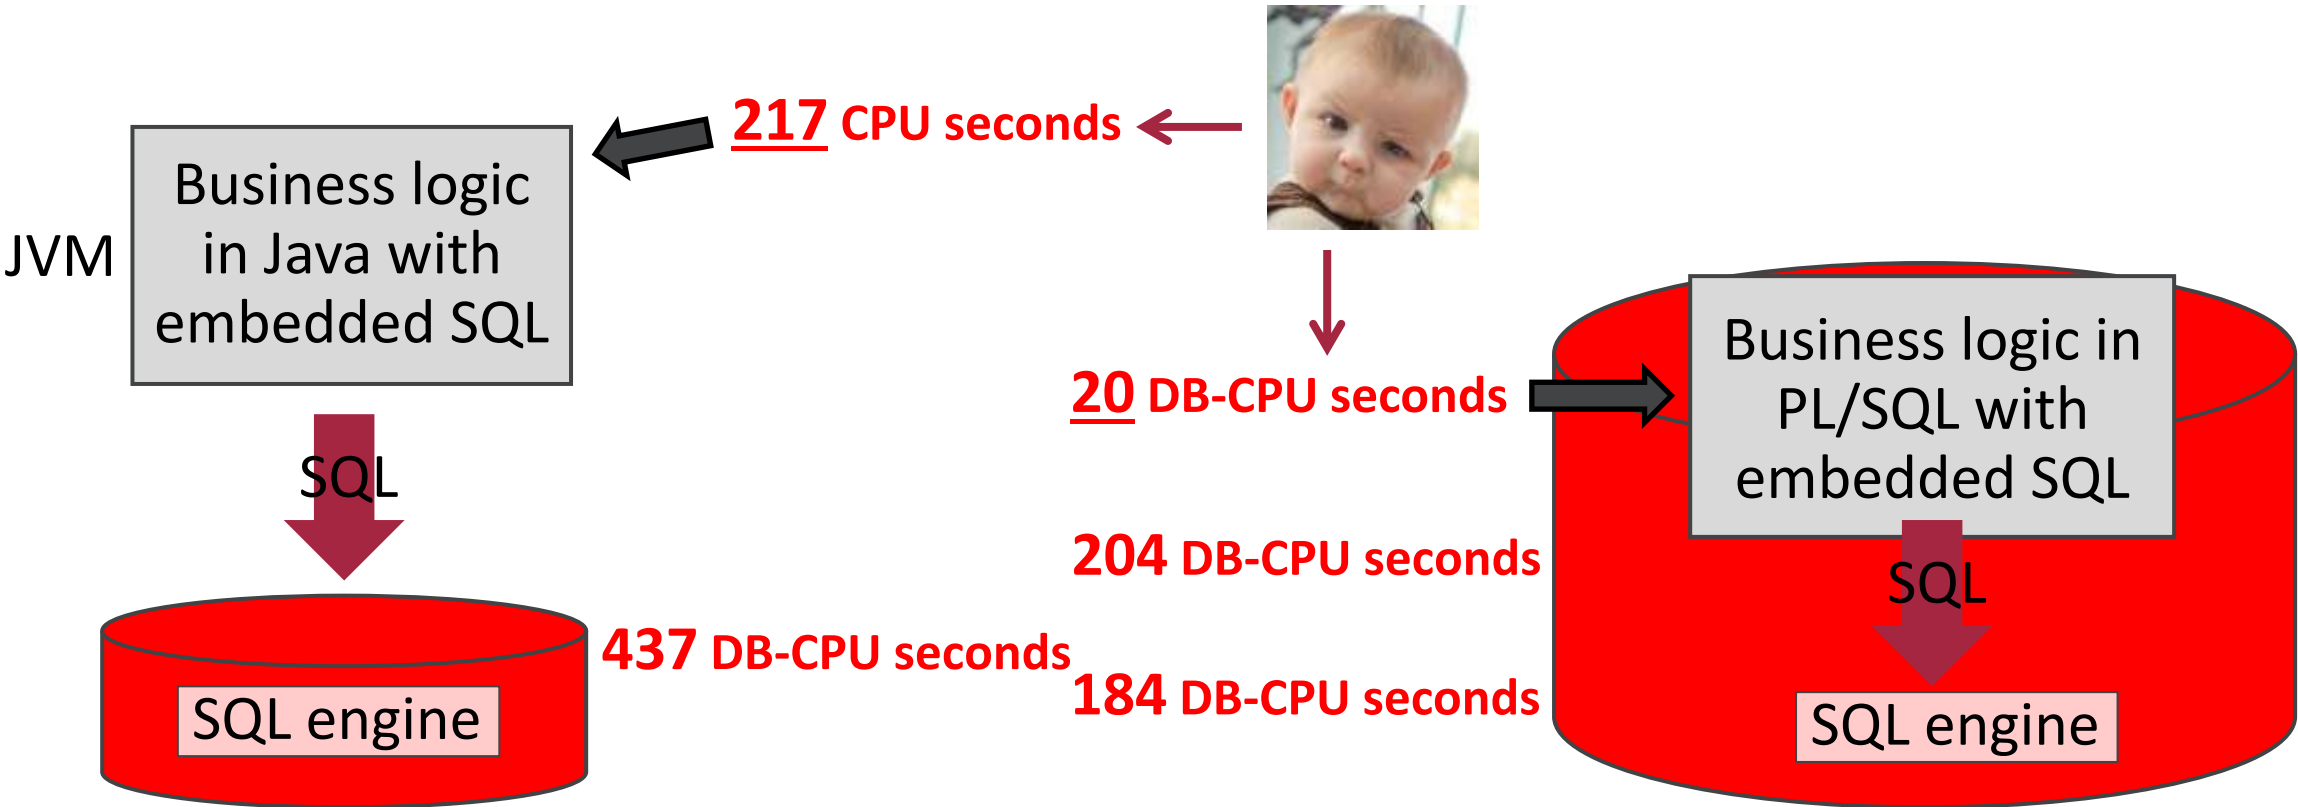 217 CPU seconds
Business logic
in Java with
embedded SQL
JVM
SQL
437 DB-CPU seconds
SQL engine
20 DB-CPU seconds
Business logic in
PL/SQL with
embedded SQL
204 DB-CPU seconds
SQL
184 DB-CPU seconds
SQL engine